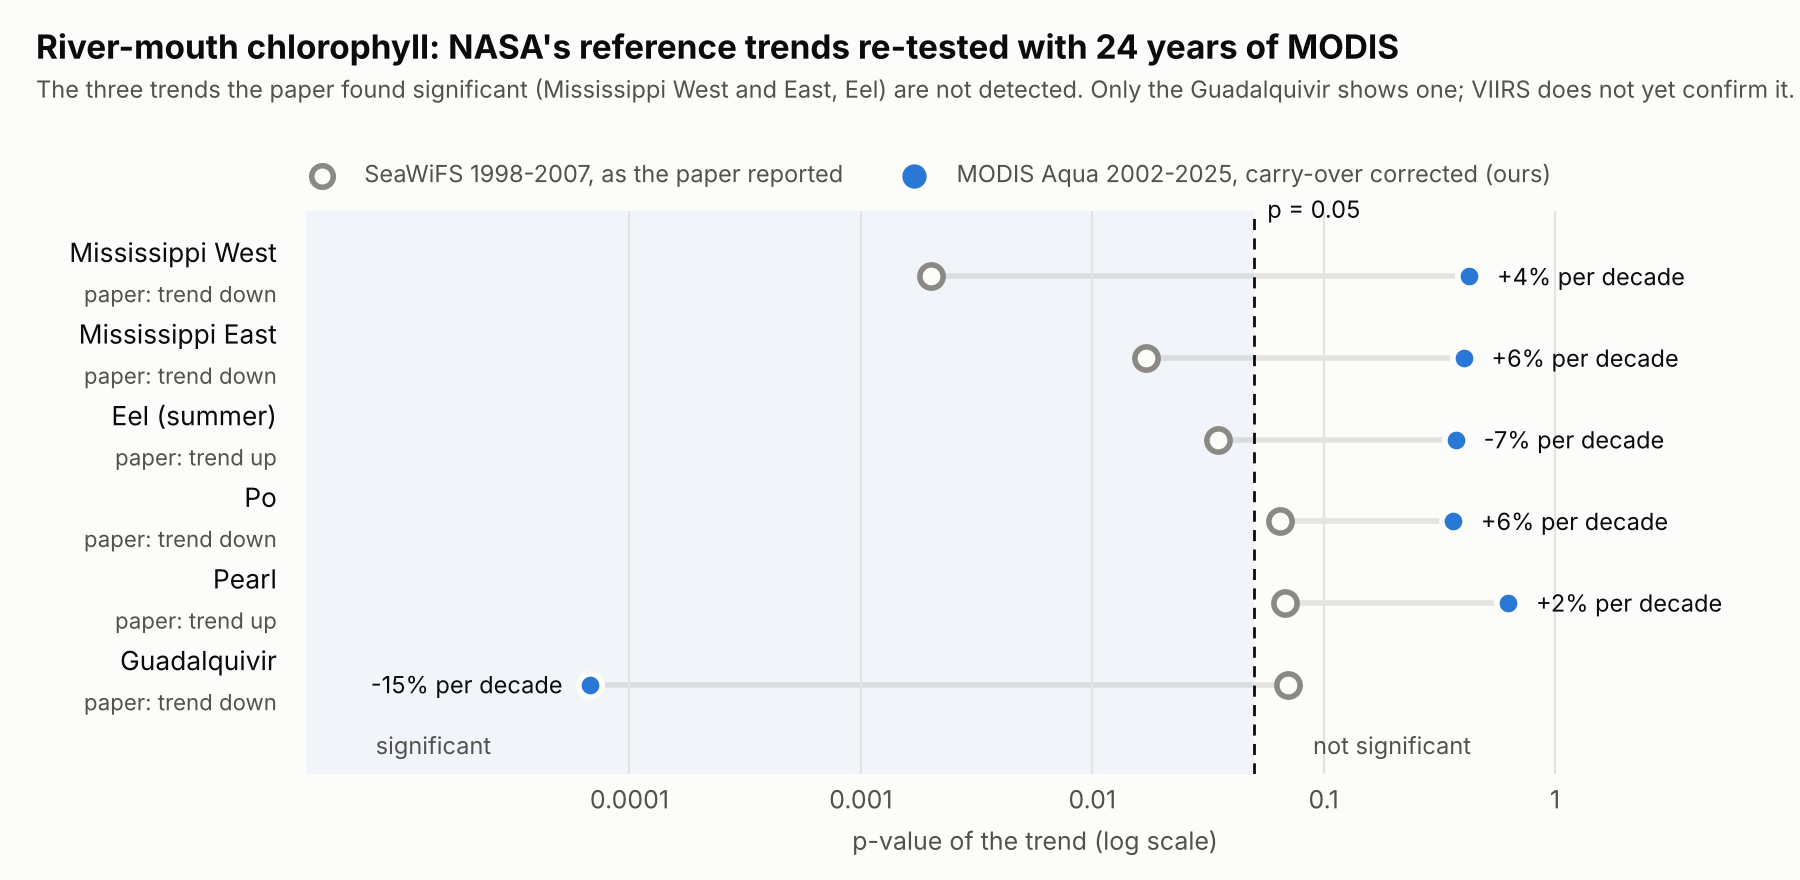 River-mouth chlorophyll: NASA's reference trends re-tested with 24 years of MODIS
The three trends the paper found significant (Mississippi West and East, Eel) are not detected. Only the Guadalquivir shows one; VIIRS does not yet confirm it.
SeaWiFS 1998-2007, as the paper reported
MODIS Aqua 2002-2025, carry-over corrected (ours)
p = 0.05
Mississippi West
paper: trend down
+4% per decade
Mississippi East
paper: trend down
+6% per decade
Eel (summer)
paper: trend up
-7% per decade
Po
paper: trend down
+6% per decade
Pearl
paper: trend up
+2% per decade
Guadalquivir
paper: trend down
-15% per decade
significant
not significant
0.0001 0.001 0.01 0.1 1
p-value of the trend (log scale)